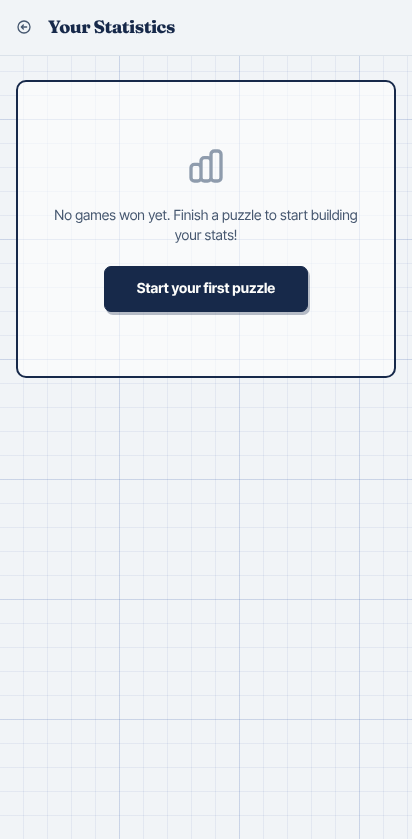 Your Statistics
No games won yet. Finish a puzzle to start building
your stats!
Start your first puzzle